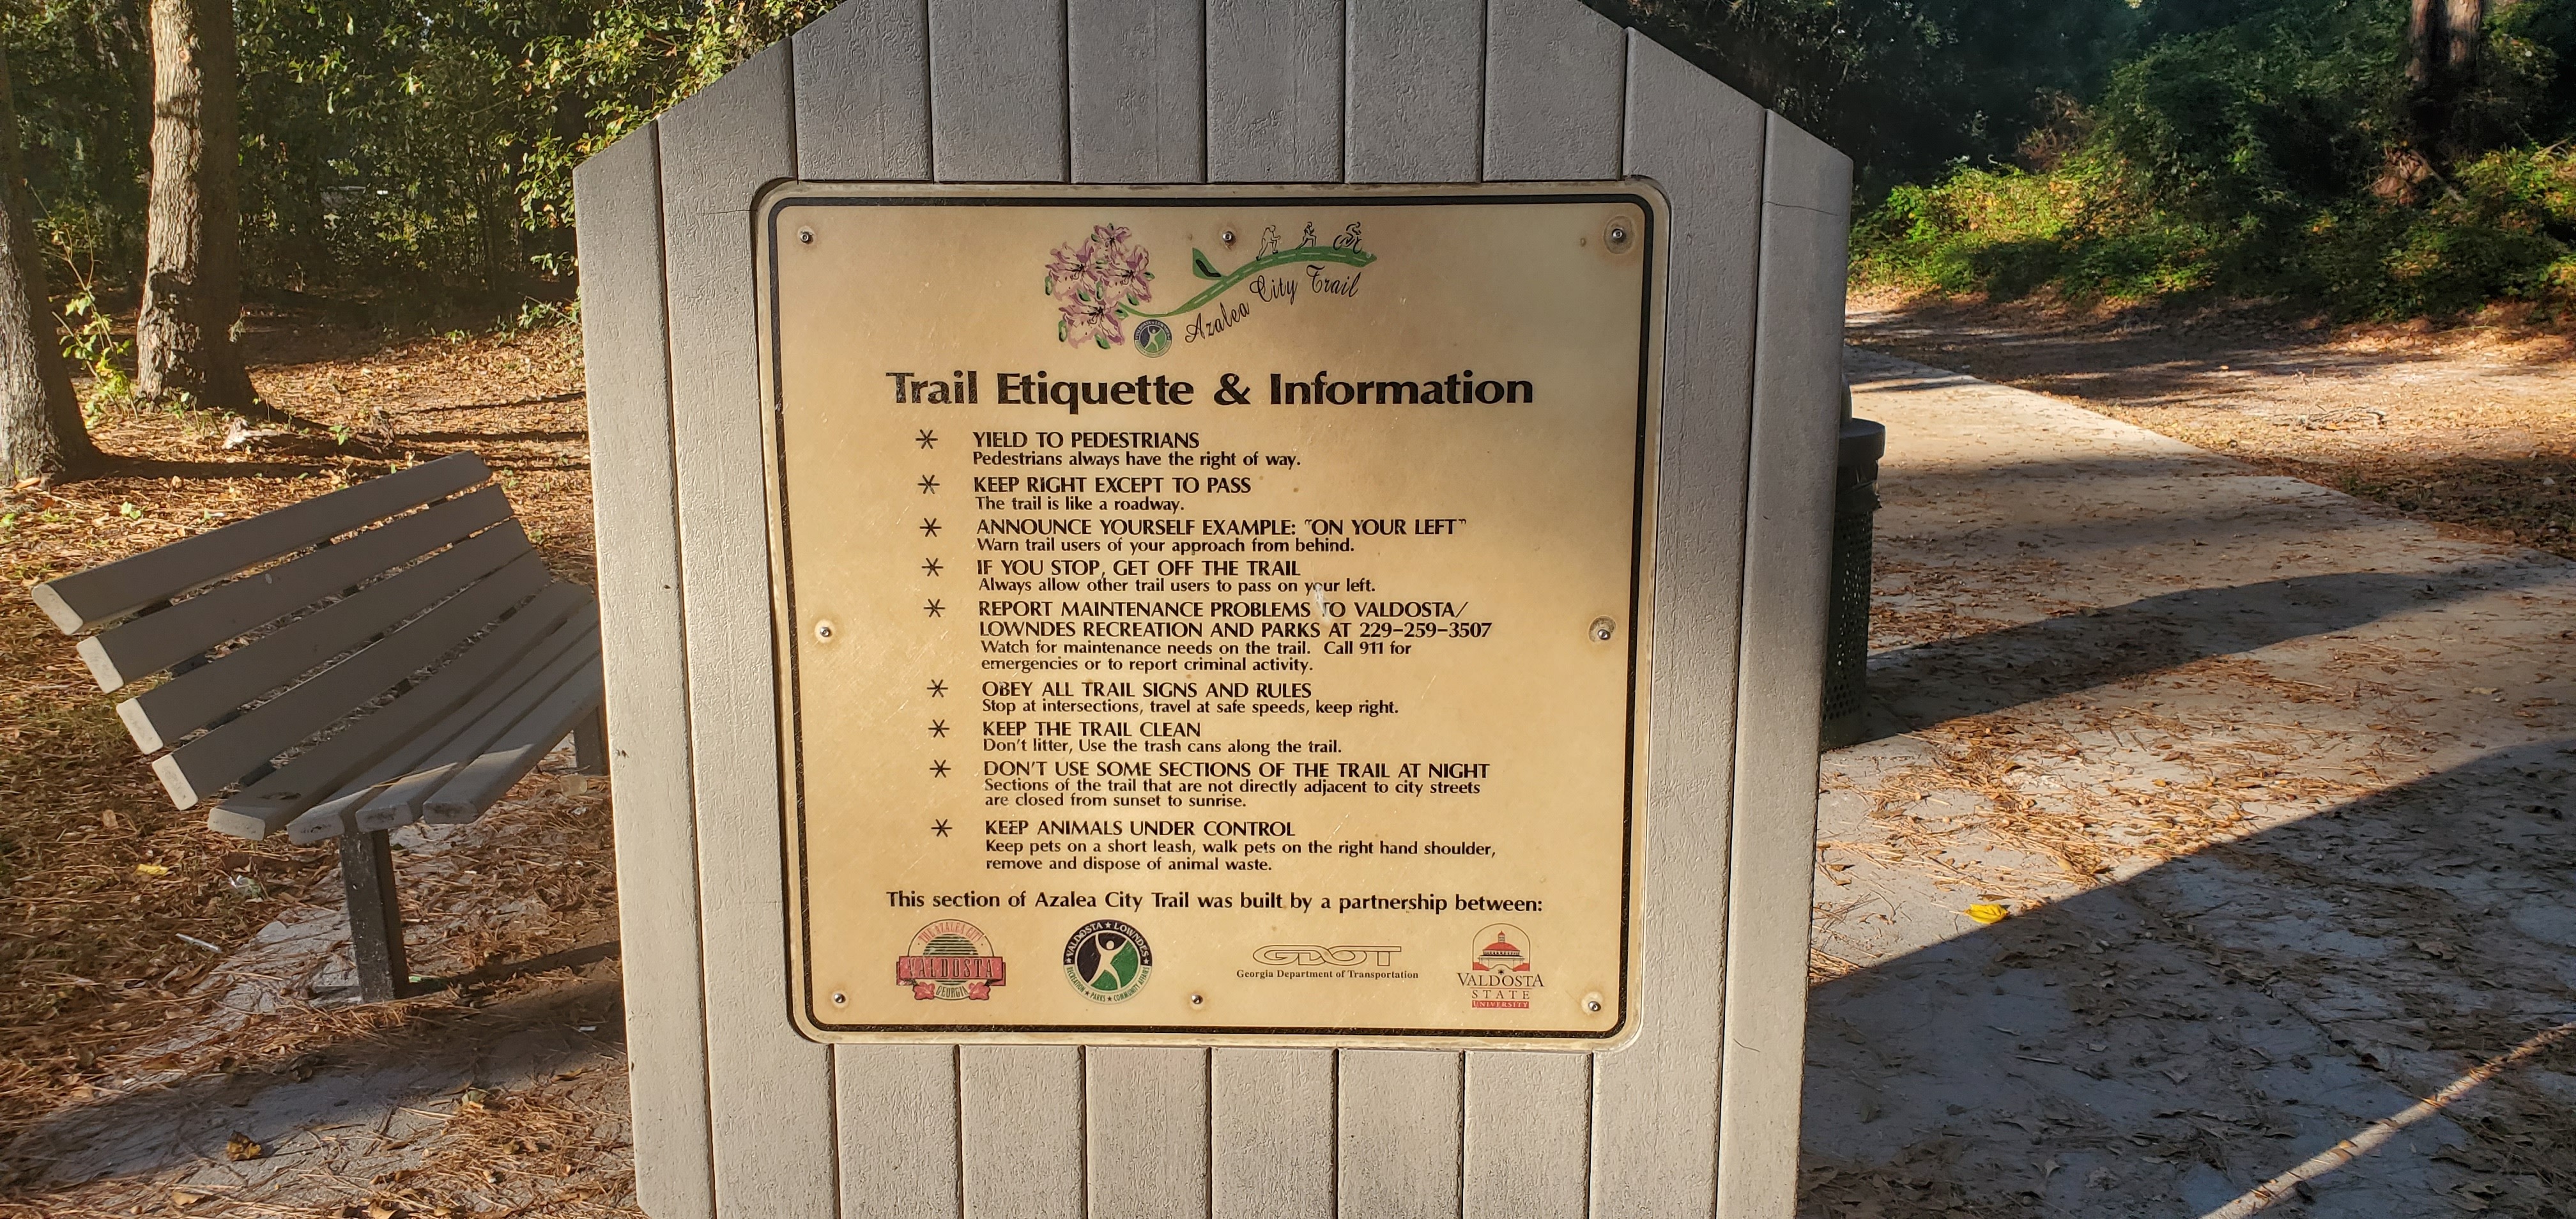 Azalea City Trail
Trail Etiquette & Information
* YIELD TO PEDESTRIANS
Pedestrians always have the right of way.
* KEEP RIGHT EXCEPT TO PASS
The trail is like a roadway.
* ANNOUNCE YOURSELF EXAMPLE: "ON YOUR LEFT"
Warn trail users of your approach from behind.
* IF YOU STOP, GET OFF THE TRAIL
Always allow other trail users to pass on your left.
* REPORT MAINTENANCE PROBLEMS TO VALDOSTA/
LOWNDES RECREATION AND PARKS AT 229-259-3507
Watch for maintenance needs on the trail. Call 911 for
emergencies or to report criminal activity.
* OBEY ALL TRAIL SIGNS AND RULES
Stop at intersections, travel at safe speeds, keep right.
* KEEP THE TRAIL CLEAN
Don't litter, Use the trash cans along the trail.
* DON'T USE SOME SECTIONS OF THE TRAIL AT NIGHT
Sections of the trail that are not directly adjacent to city streets
are closed from sunset to sunrise.
* KEEP ANIMALS UNDER CONTROL
Keep pets on a short leash, walk pets on the right hand shoulder,
remove and dispose of animal waste.
This section of Azalea City Trail was built by a partnership between:
THE AZALEA CITY
VALDOSTA
GEORGIA
VALDOSTA ★ LOWNDES
RECREATION ★ PARKS ★ COMMUNITY AFFAIRS
GDOT
Georgia Department of Transportation
VALDOSTA
STATE
UNIVERSITY